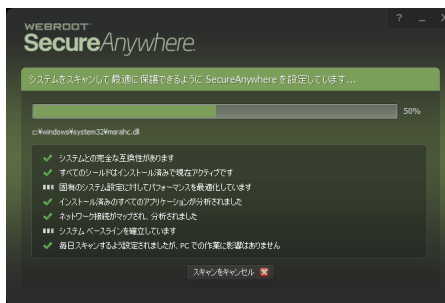 WEBROOT
SecureAnywhere.
? _ X
システムをスキャンして最適に保護できるように SecureAnywhere を設定しています...
50%
c:¥windows¥system32¥msrahc.dll
システムとの完全な互換性があります
すべてのシールドはインストール済みで現在アクティブです
固有のシステム設定に対してパフォーマンスを最適化しています
インストール済みのすべてのアプリケーションが分析されました
ネットワーク接続がマップされ、分析されました
システム ベースラインを確立しています
毎日スキャンするよう設定されましたが、PC での作業に影響はありません
スキャンをキャンセル